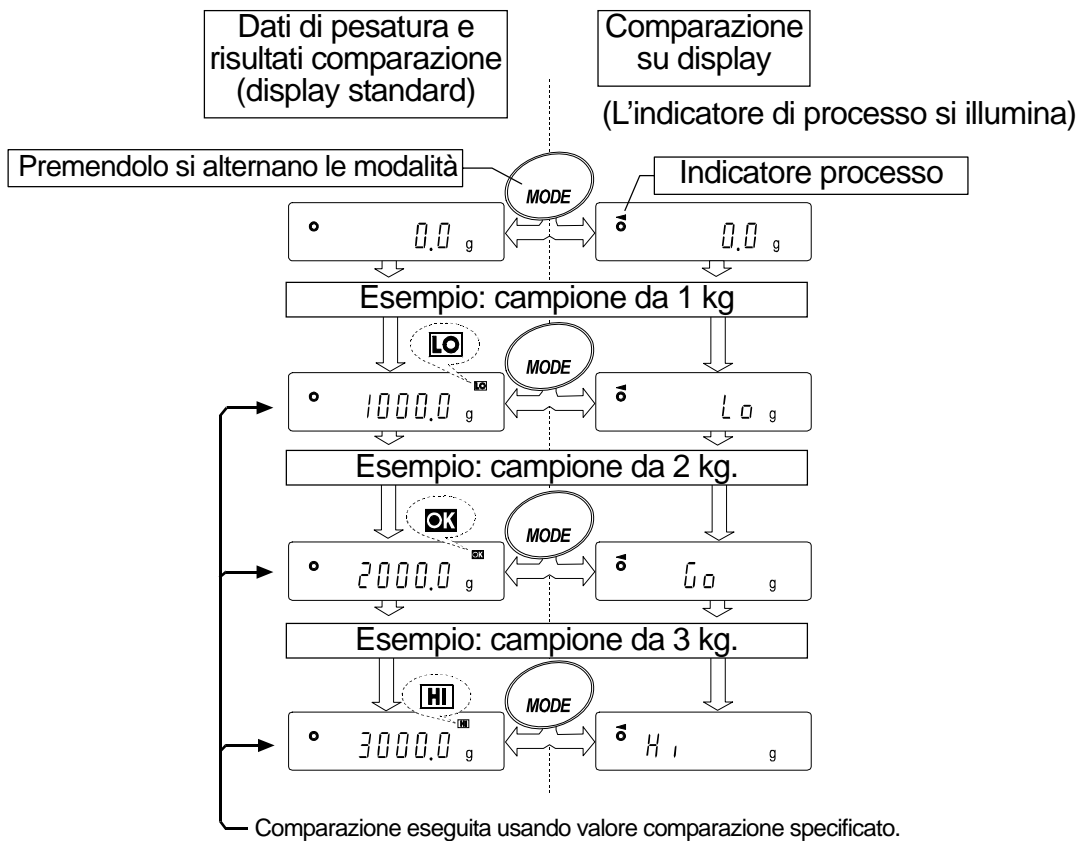 Dati di pesatura e
risultati comparazione
(display standard)
Comparazione
su display
(L'indicatore di processo si illumina)
Premendolo si alternano le modalità
MODE
Indicatore processo
0.0 g
0.0 g
Esempio: campione da 1 kg
LO
MODE
LO
1000.0 g
Lo g
Esempio: campione da 2 kg.
OK
MODE
OK
2000.0 g
Go g
Esempio: campione da 3 kg.
HI
MODE
HI
3000.0 g
Hi g
Comparazione eseguita usando valore comparazione specificato.